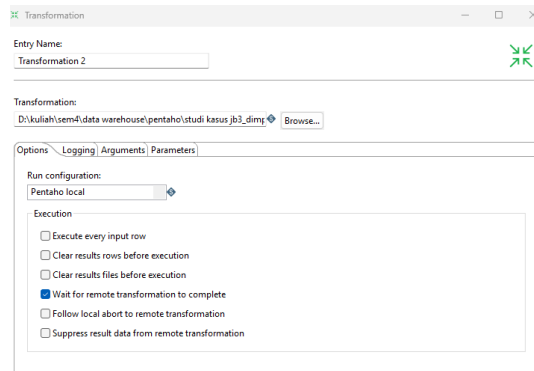 Transformation
Entry Name:
Transformation 2
Transformation:
D:\kuliah\sem4\data warehouse\pentaho\studi kasus jb3_dimp
Browse...
Options Logging Arguments Parameters
Run configuration:
Pentaho local
Execution
Execute every input row
Clear results rows before execution
Clear results files before execution
Wait for remote transformation to complete
Follow local abort to remote transformation
Suppress result data from remote transformation